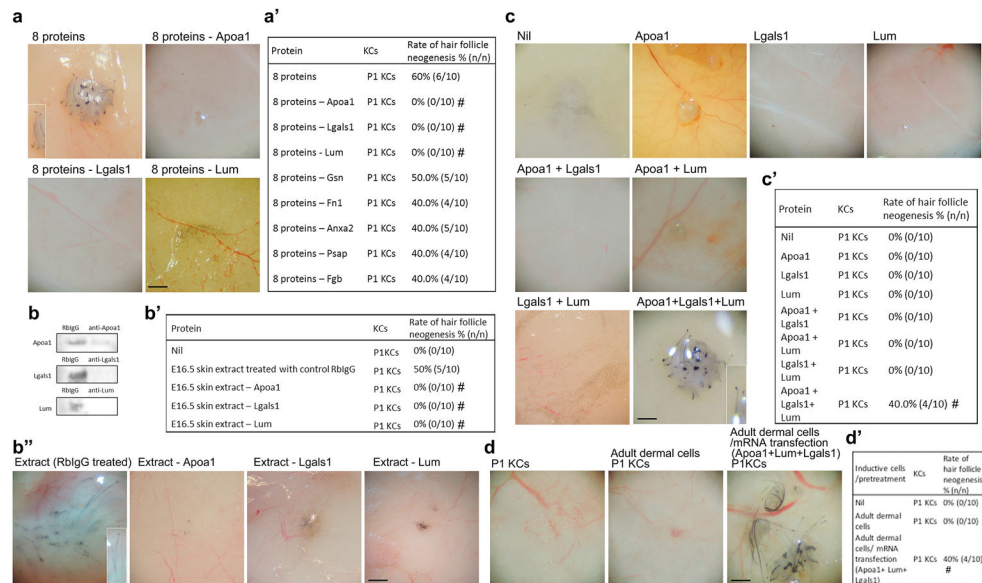 a
8 proteins
8 proteins - Apoa1
8 proteins - Lgals1
8 proteins - Lum
a'
Protein KCs Rate of hair follicle neogenesis % (n/n)
8 proteins P1 KCs 60% (6/10)
8 proteins – Apoa1 P1 KCs 0% (0/10) #
8 proteins – Lgals1 P1 KCs 0% (0/10) #
8 proteins - Lum P1 KCs 0% (0/10) #
8 proteins – Gsn P1 KCs 50.0% (5/10)
8 proteins – Fn1 P1 KCs 40.0% (4/10)
8 proteins – Anxa2 P1 KCs 40.0% (5/10)
8 proteins – Psap P1 KCs 40.0% (4/10)
8 proteins – Fgb P1 KCs 40.0% (4/10)
b
RbIgG anti-Apoa1
Apoa1
RbIgG anti-Lgals1
Lgals1
RbIgG anti-Lum
Lum
b'
Protein KCs Rate of hair follicle neogenesis % (n/n)
Nil P1KCs 0% (0/10)
E16.5 skin extract treated with control RbIgG P1 KCs 50% (5/10)
E16.5 skin extract – Apoa1 P1 KCs 0% (0/10) #
E16.5 skin extract – Lgals1 P1 KCs 0% (0/10) #
E16.5 skin extract – Lum P1 KCs 0% (0/10) #
b"
Extract (RbIgG treated)
Extract - Apoa1
Extract - Lgals1
Extract - Lum
c
Nil
Apoa1
Lgals1
Lum
Apoa1 + Lgals1
Apoa1 + Lum
Lgals1 + Lum
Apoa1+Lgals1+Lum
c'
Protein KCs Rate of hair follicle neogenesis % (n/n)
Nil P1 KCs 0% (0/10)
Apoa1 P1 KCs 0% (0/10)
Lgals1 P1 KCs 0% (0/10)
Lum P1 KCs 0% (0/10)
Apoa1 + Lgals1 P1 KCs 0% (0/10)
Apoa1 + Lum P1 KCs 0% (0/10)
Lgals1 + Lum P1 KCs 0% (0/10)
Apoa1 + Lgals1+ Lum P1 KCs 40.0% (4/10) #
d
P1 KCs
Adult dermal cells
P1 KCs
Adult dermal cells
/mRNA transfection
(Apoa1+Lum+Lgals1)
P1KCs
d'
Inductive cells /pretreatment KCs Rate of hair follicle neogenesis % (n/n)
Nil P1 KCs 0% (0/10)
Adult dermal cells P1 KCs 0% (0/10)
Adult dermal cells/ mRNA transfection (Apoa1+ Lum+ Lgals1) P1 KCs 40% (4/10) #